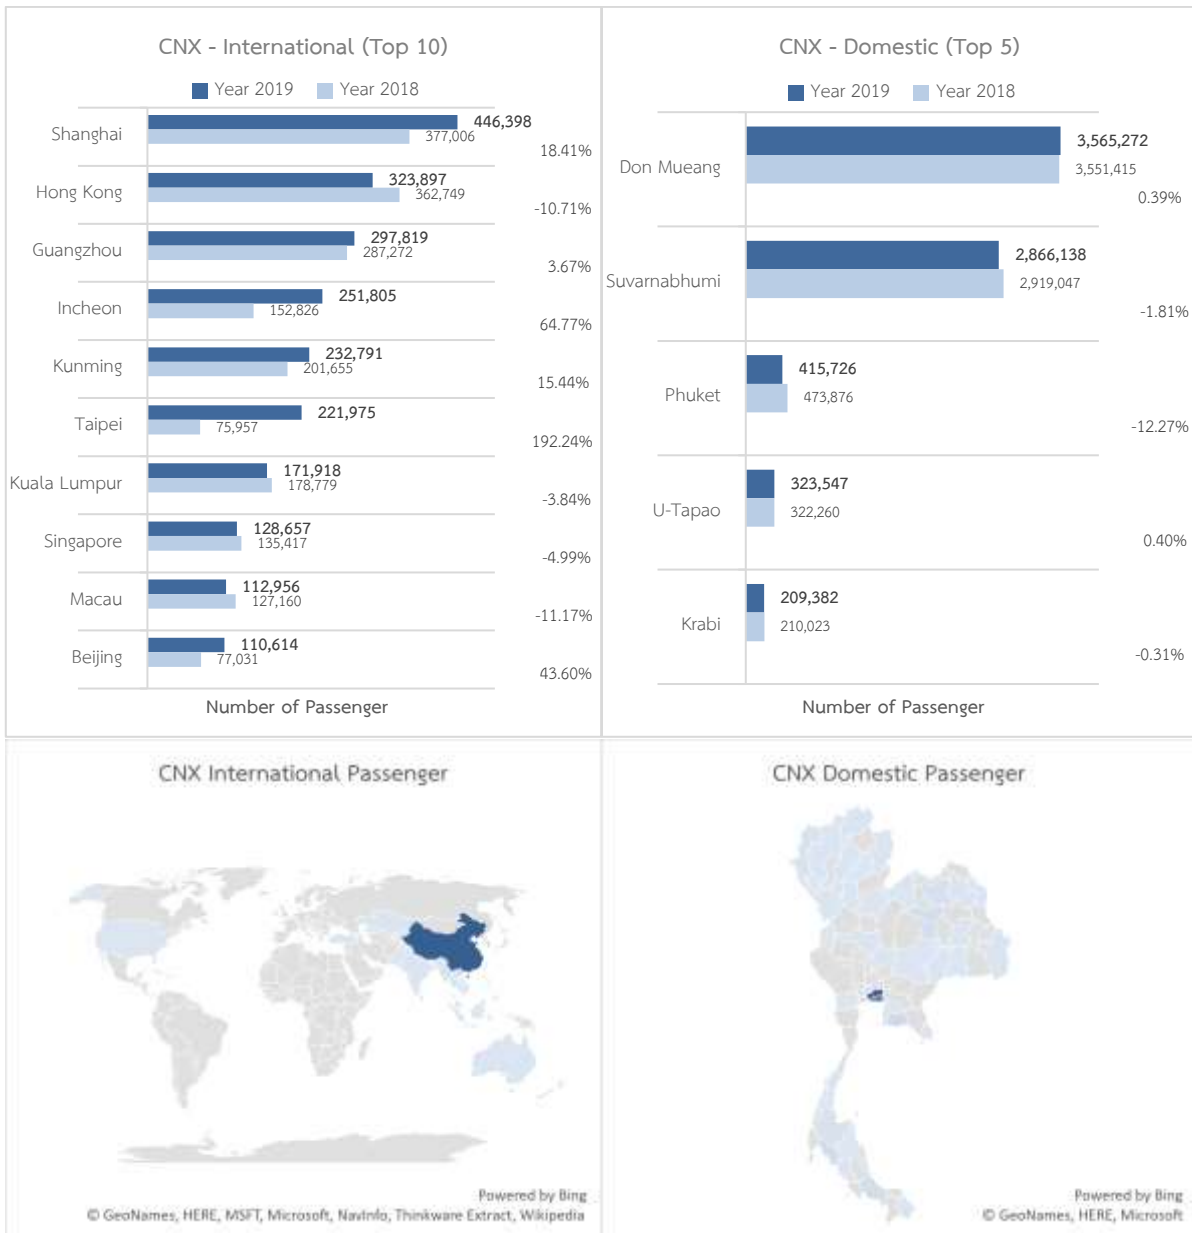 CNX - International (Top 10)
Year 2019 Year 2018
Shanghai 446,398
377,006
18.41%
Hong Kong 323,897
362,749
-10.71%
Guangzhou 297,819
287,272
3.67%
Incheon 251,805
152,826
64.77%
Kunming 232,791
201,655
15.44%
Taipei 221,975
75,957
192.24%
Kuala Lumpur 171,918
178,779
-3.84%
Singapore 128,657
135,417
-4.99%
Macau 112,956
127,160
-11.17%
Beijing 110,614
77,031
43.60%
Number of Passenger
CNX - Domestic (Top 5)
Year 2019 Year 2018
Don Mueang 3,565,272
3,551,415
0.39%
Suvarnabhumi 2,866,138
2,919,047
-1.81%
Phuket 415,726
473,876
-12.27%
U-Tapao 323,547
322,260
0.40%
Krabi 209,382
210,023
-0.31%
Number of Passenger
CNX International Passenger
Powered by Bing
© GeoNames, HERE, MSFT, Microsoft, NavInfo, Thinkware Extract, Wikipedia
CNX Domestic Passenger
Powered by Bing
© GeoNames, HERE, Microsoft